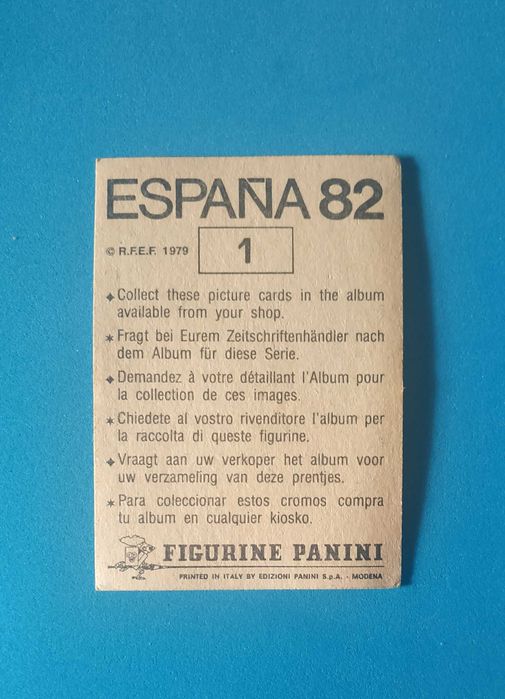 ESPAÑA 82
© R.F.E.F. 1979 1
✦ Collect these picture cards in the album
available from your shop.
✶ Fragt bei Eurem Zeitschriftenhändler nach
dem Album für diese Serie.
✦ Demandez à votre détaillant l'Album pour
la collection de ces images.
✶ Chiedete al vostro rivenditore l'album per
la raccolta di queste figurine.
✦ Vraagt aan uw verkoper het album voor
uw verzameling van deze prentjes.
✶ Para coleccionar estos cromos compra
tu album en cualquier kiosko.
FIGURINE PANINI
PRINTED IN ITALY BY EDIZIONI PANINI S.p.A. - MODENA